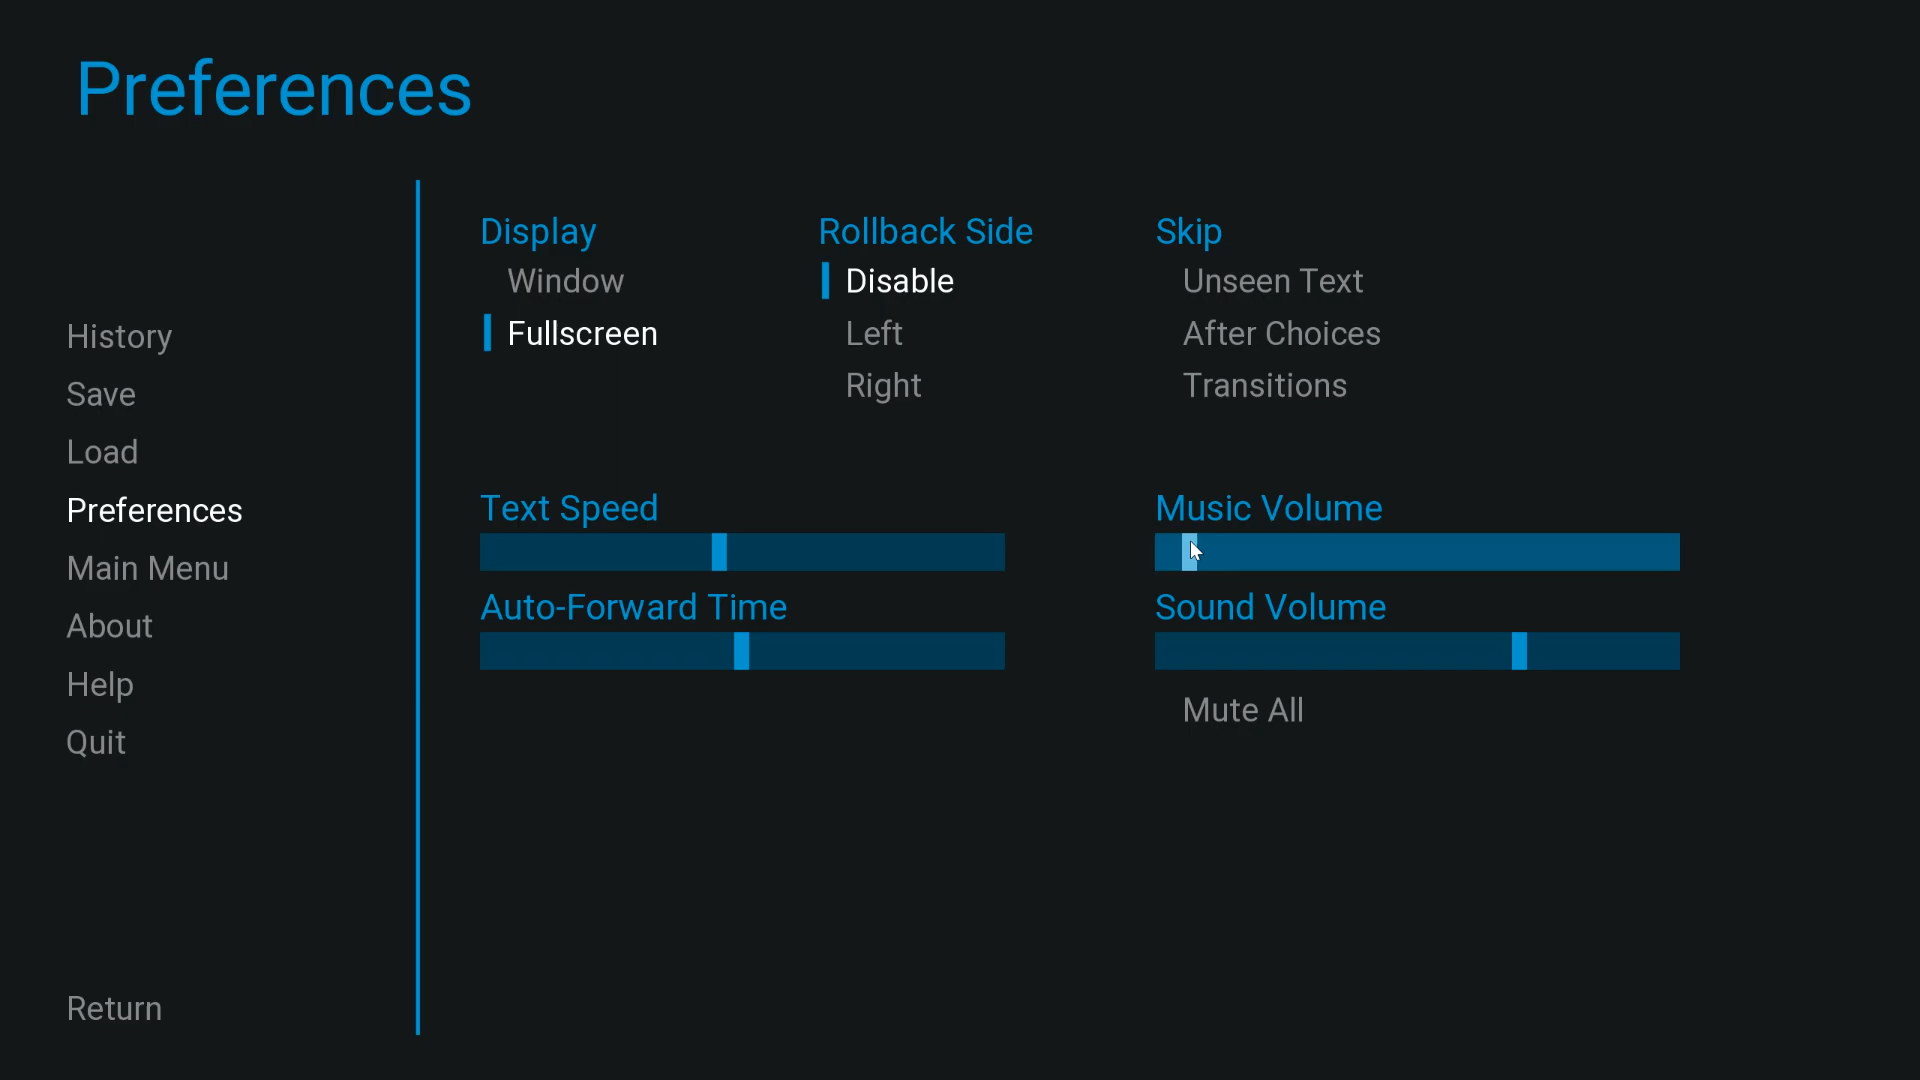 Preferences
History
Save
Load
Preferences
Main Menu
About
Help
Quit
Return
Display
Window
Fullscreen
Rollback Side
Disable
Left
Right
Skip
Unseen Text
After Choices
Transitions
Text Speed
Auto-Forward Time
Music Volume
Sound Volume
Mute All